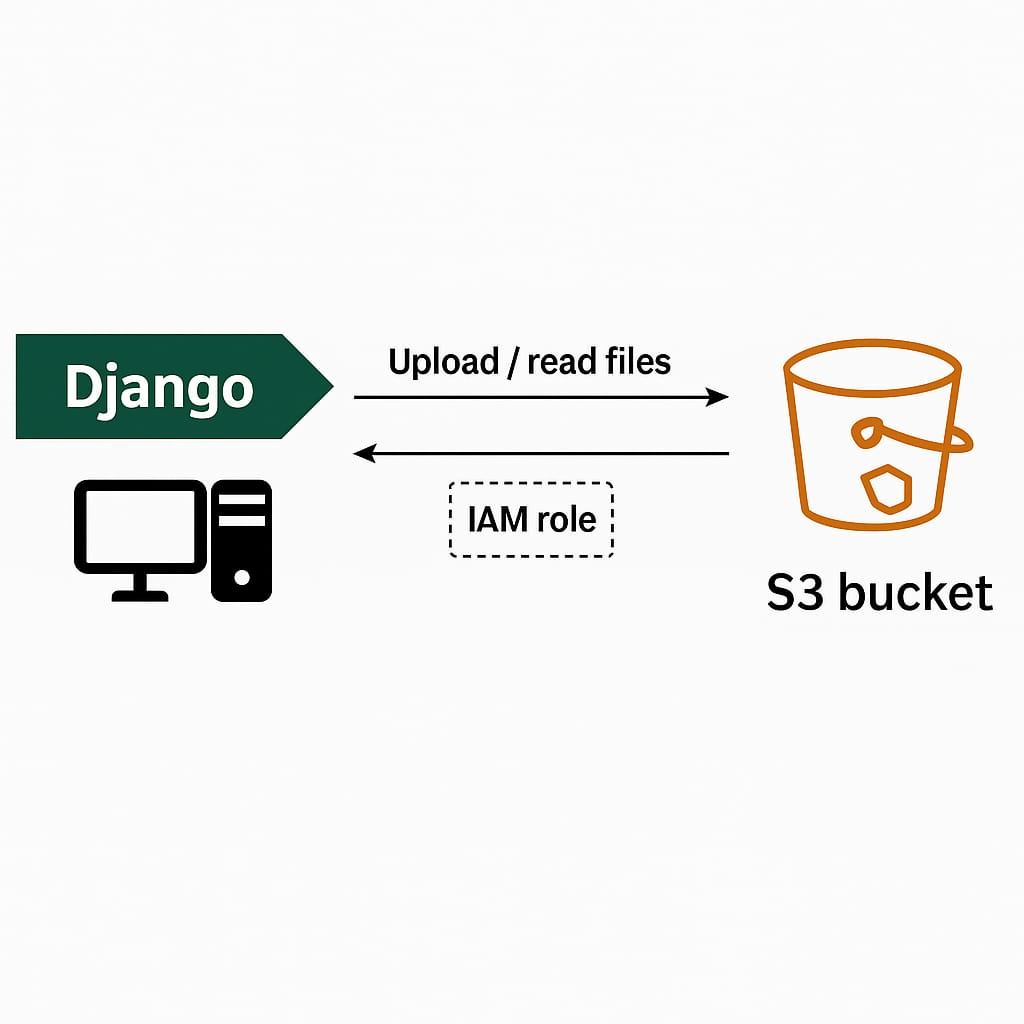 Django
Upload / read files
IAM role
S3 bucket